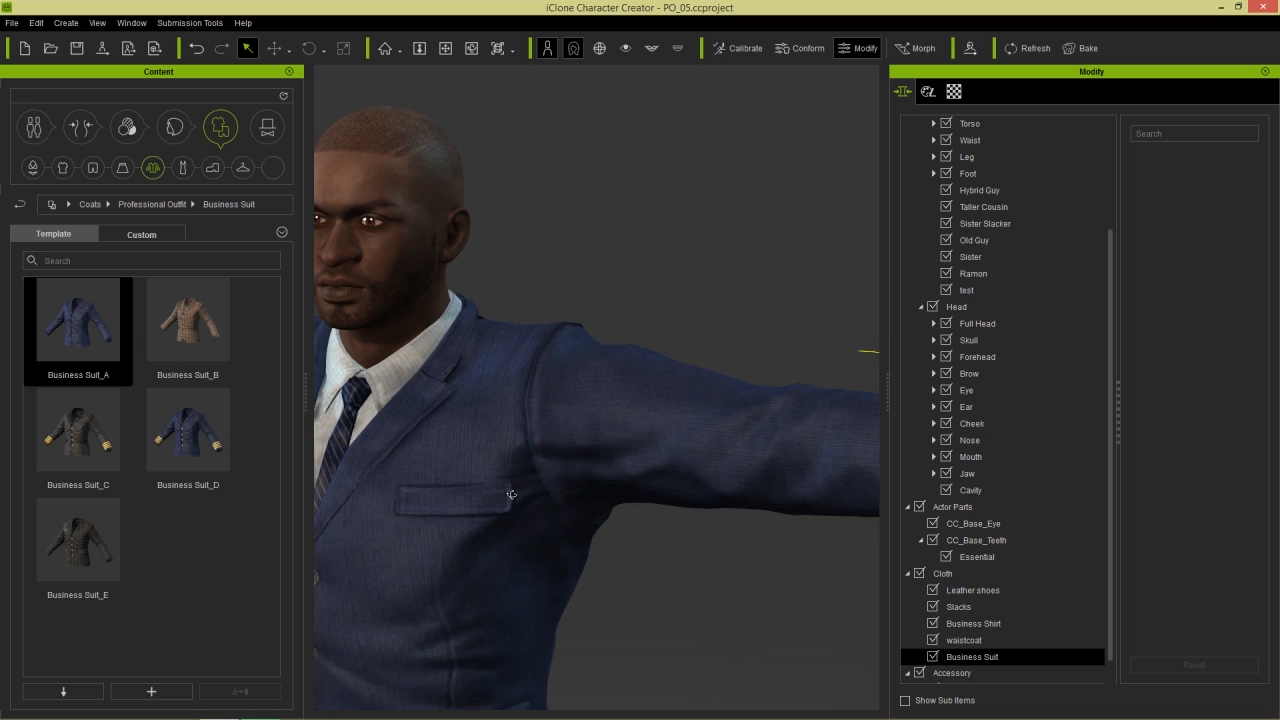 iClone Character Creator - PO_05.ccproject
File Edit Create View Window Submission Tools Help
Calibrate Conform Modify Morph Refresh Bake
Content
Coats Professional Outfit Business Suit
Template Custom
Search
Business Suit_A Business Suit_B
Business Suit_C Business Suit_D
Business Suit_E
Modify
Torso
Waist
Leg
Foot
Hybrid Guy
Taller Cousin
Sister Slacker
Old Guy
Sister
Ramon
test
Head
Full Head
Skull
Forehead
Brow
Eye
Ear
Cheek
Nose
Mouth
Jaw
Cavity
Actor Parts
CC_Base_Eye
CC_Base_Teeth
Essential
Cloth
Leather shoes
Slacks
Business Shirt
waistcoat
Business Suit
Accessory
Show Sub Items
Search
Reset